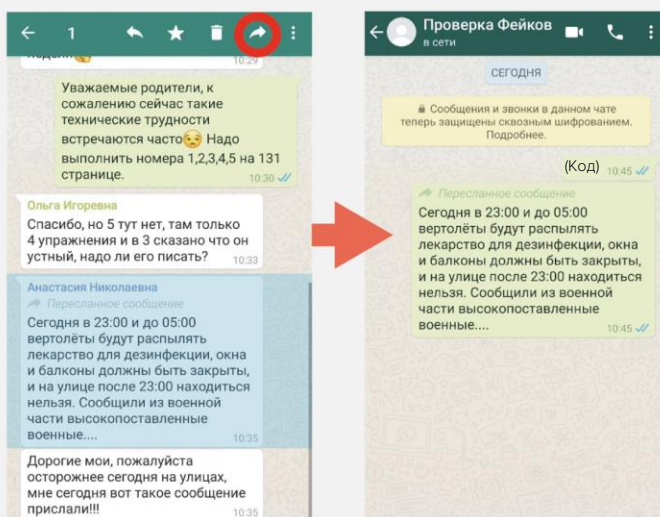 1
10:29
Уважаемые родители, к
сожалению сейчас такие
технические трудности
встречаются часто😒 Надо
выполнить номера 1,2,3,4,5 на 131
странице.
10:30
Ольга Игоревна
Спасибо, но 5 тут нет, там только
4 упражнения и в 3 сказано что он
устный, надо ли его писать?
10:33
Анастасия Николаевна
Пересланное сообщение
Сегодня в 23:00 и до 05:00
вертолёты будут распылять
лекарство для дезинфекции, окна
и балконы должны быть закрыты,
и на улице после 23:00 находиться
нельзя. Сообщили из военной
части высокопоставленные
военные....
10:35
Дорогие мои, пожалуйста
осторожнее сегодня на улицах,
мне сегодня вот такое сообщение
прислали!!!
10:35
Проверка Фейков
в сети
СЕГОДНЯ
Сообщения и звонки в данном чате
теперь защищены сквозным шифрованием.
Подробнее.
(Код) 10:45
Пересланное сообщение
Сегодня в 23:00 и до 05:00
вертолёты будут распылять
лекарство для дезинфекции, окна
и балконы должны быть закрыты,
и на улице после 23:00 находиться
нельзя. Сообщили из военной
части высокопоставленные
военные....
10:45